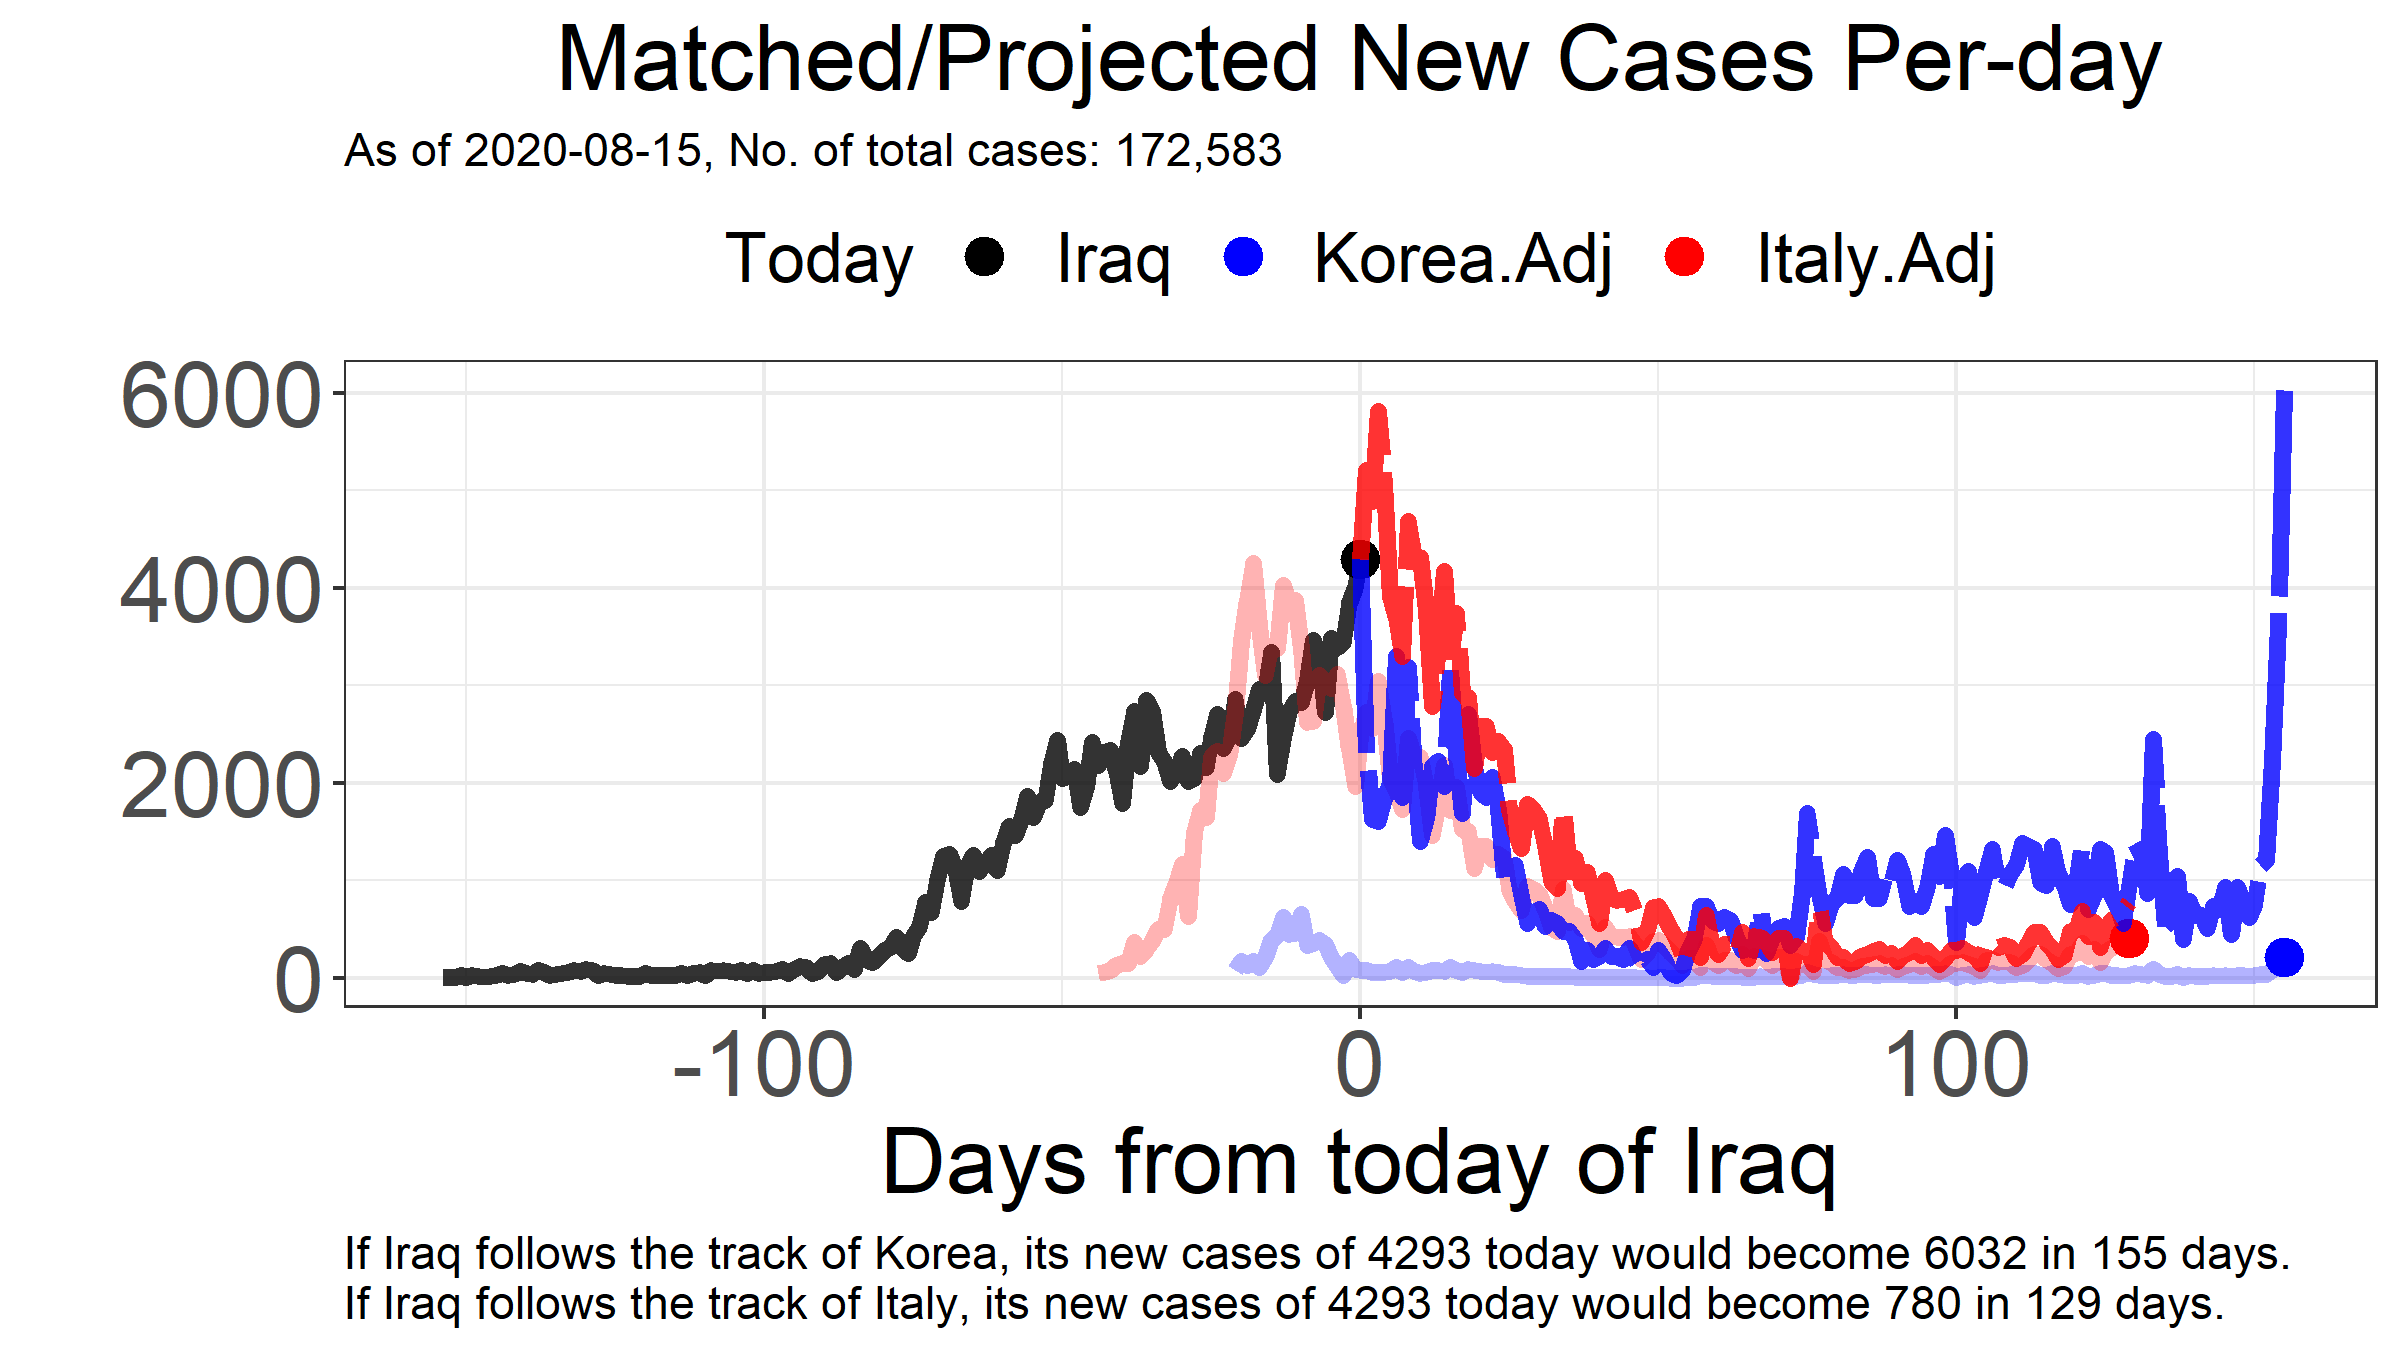 Matched/Projected New Cases Per-day
As of 2020-08-15, No. of total cases: 172,583
Today Iraq Korea.Adj Italy.Adj
6000
4000
2000
0
-100 0 100
Days from today of Iraq
If Iraq follows the track of Korea, its new cases of 4293 today would become 6032 in 155 days.
If Iraq follows the track of Italy, its new cases of 4293 today would become 780 in 129 days.